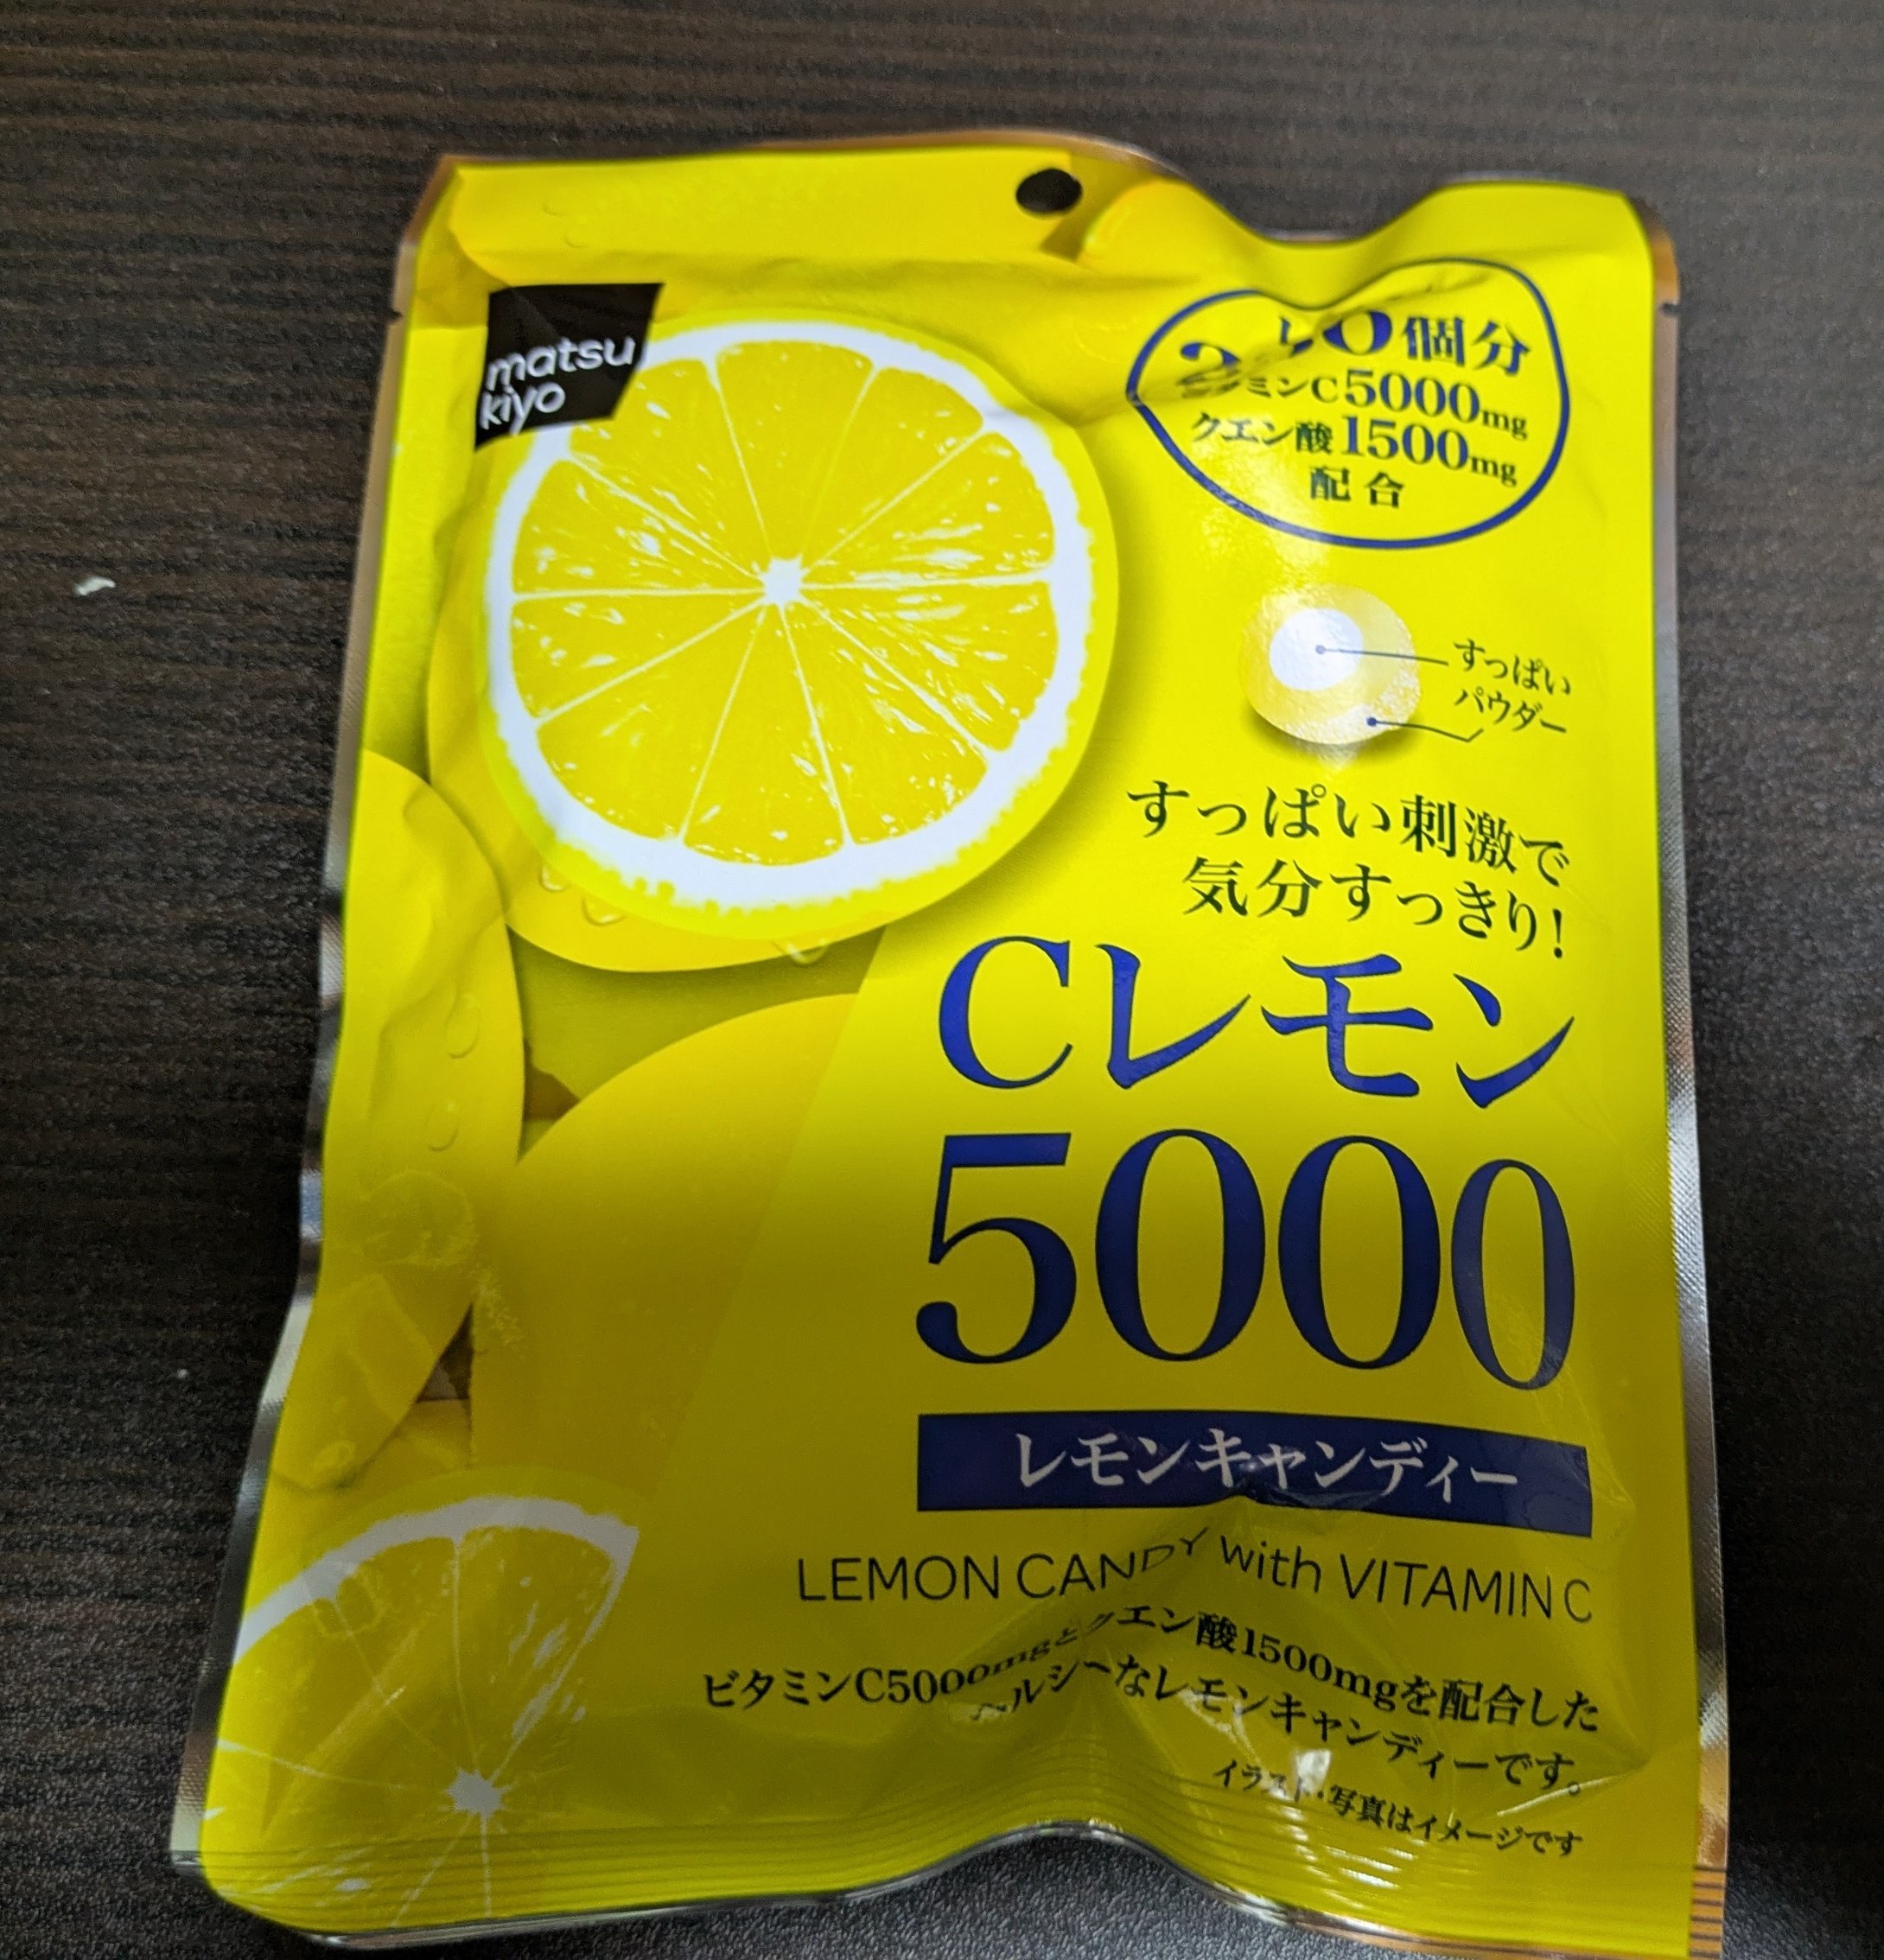 matsu
kiyo
個分
ミンC5000mg
クエン酸1500mg
配合
すっぱい
パウダー
すっぱい刺激で
気分すっきり!
Cレモン
5000
レモンキャンディー
LEMON CANDY with VITAMIN C
ビタミンC5000mgとクエン酸1500mgを配合した
ヘルシーなレモンキャンディーです。
イラスト・写真はイメージです